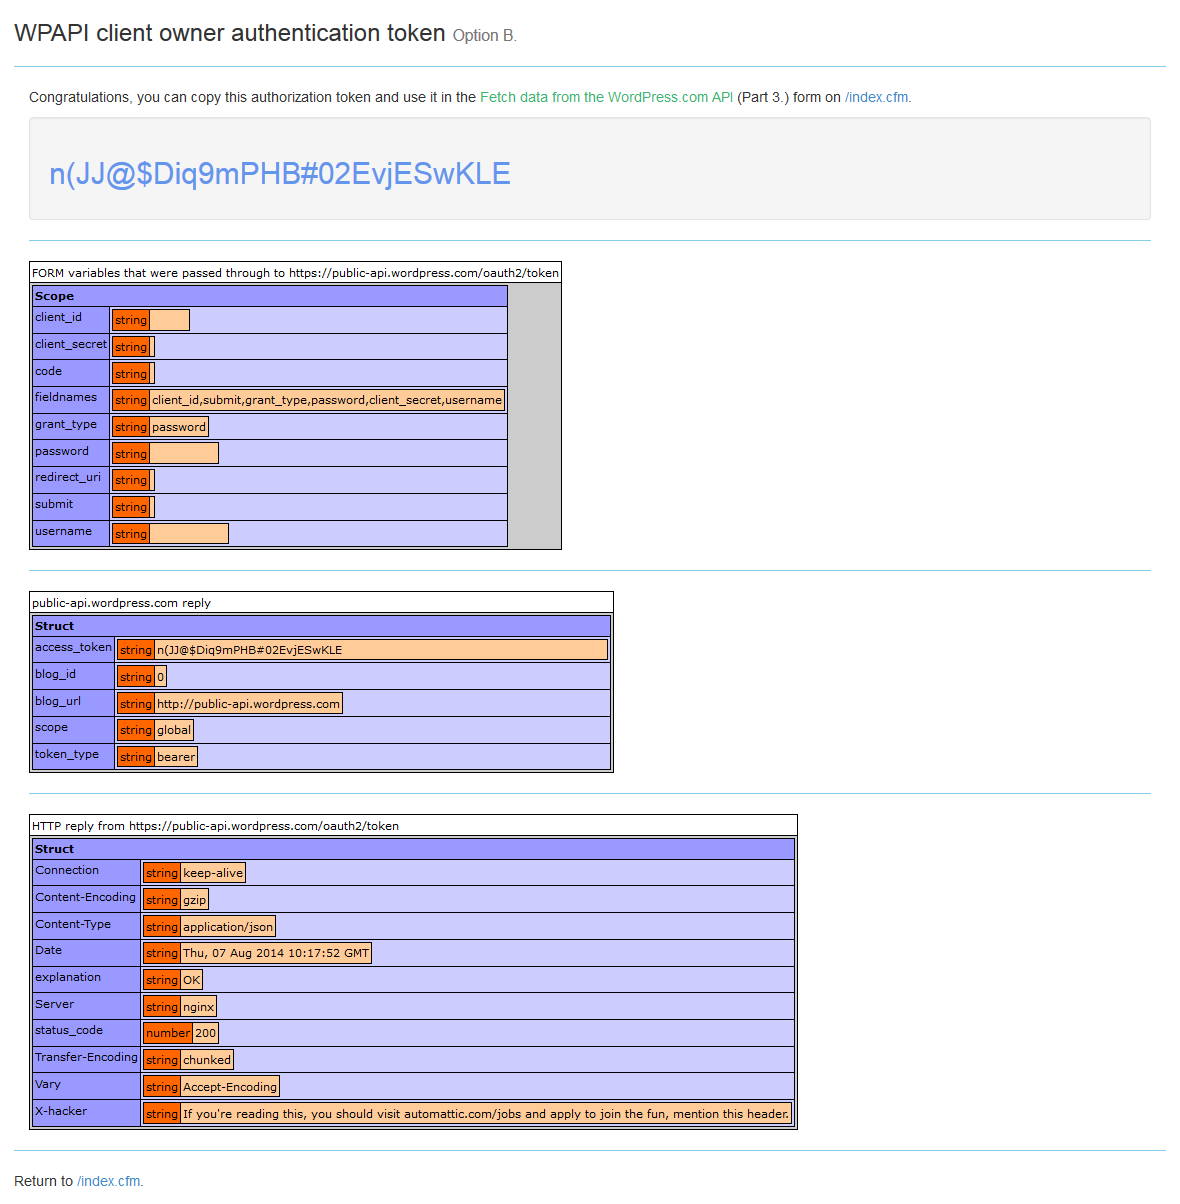 WPAPI client owner authentication token Option B.
Congratulations, you can copy this authorization token and use it in the Fetch data from the WordPress.com API (Part 3.) form on /index.cfm.
n(JJ@$Diq9mPHB#02EvjESwKLE
FORM variables that were passed through to https://public-api.wordpress.com/oauth2/token
Scope
client_id string
client_secret string
code string
fieldnames string client_id,submit,grant_type,password,client_secret,username
grant_type string password
password string
redirect_uri string
submit string
username string
public-api.wordpress.com reply
Struct
access_token string n(JJ@$Diq9mPHB#02EvjESwKLE
blog_id string 0
blog_url string http://public-api.wordpress.com
scope string global
token_type string bearer
HTTP reply from https://public-api.wordpress.com/oauth2/token
Struct
Connection string keep-alive
Content-Encoding string gzip
Content-Type string application/json
Date string Thu, 07 Aug 2014 10:17:52 GMT
explanation string OK
Server string nginx
status_code number 200
Transfer-Encoding string chunked
Vary string Accept-Encoding
X-hacker string If you're reading this, you should visit automattic.com/jobs and apply to join the fun, mention this header.
Return to /index.cfm.